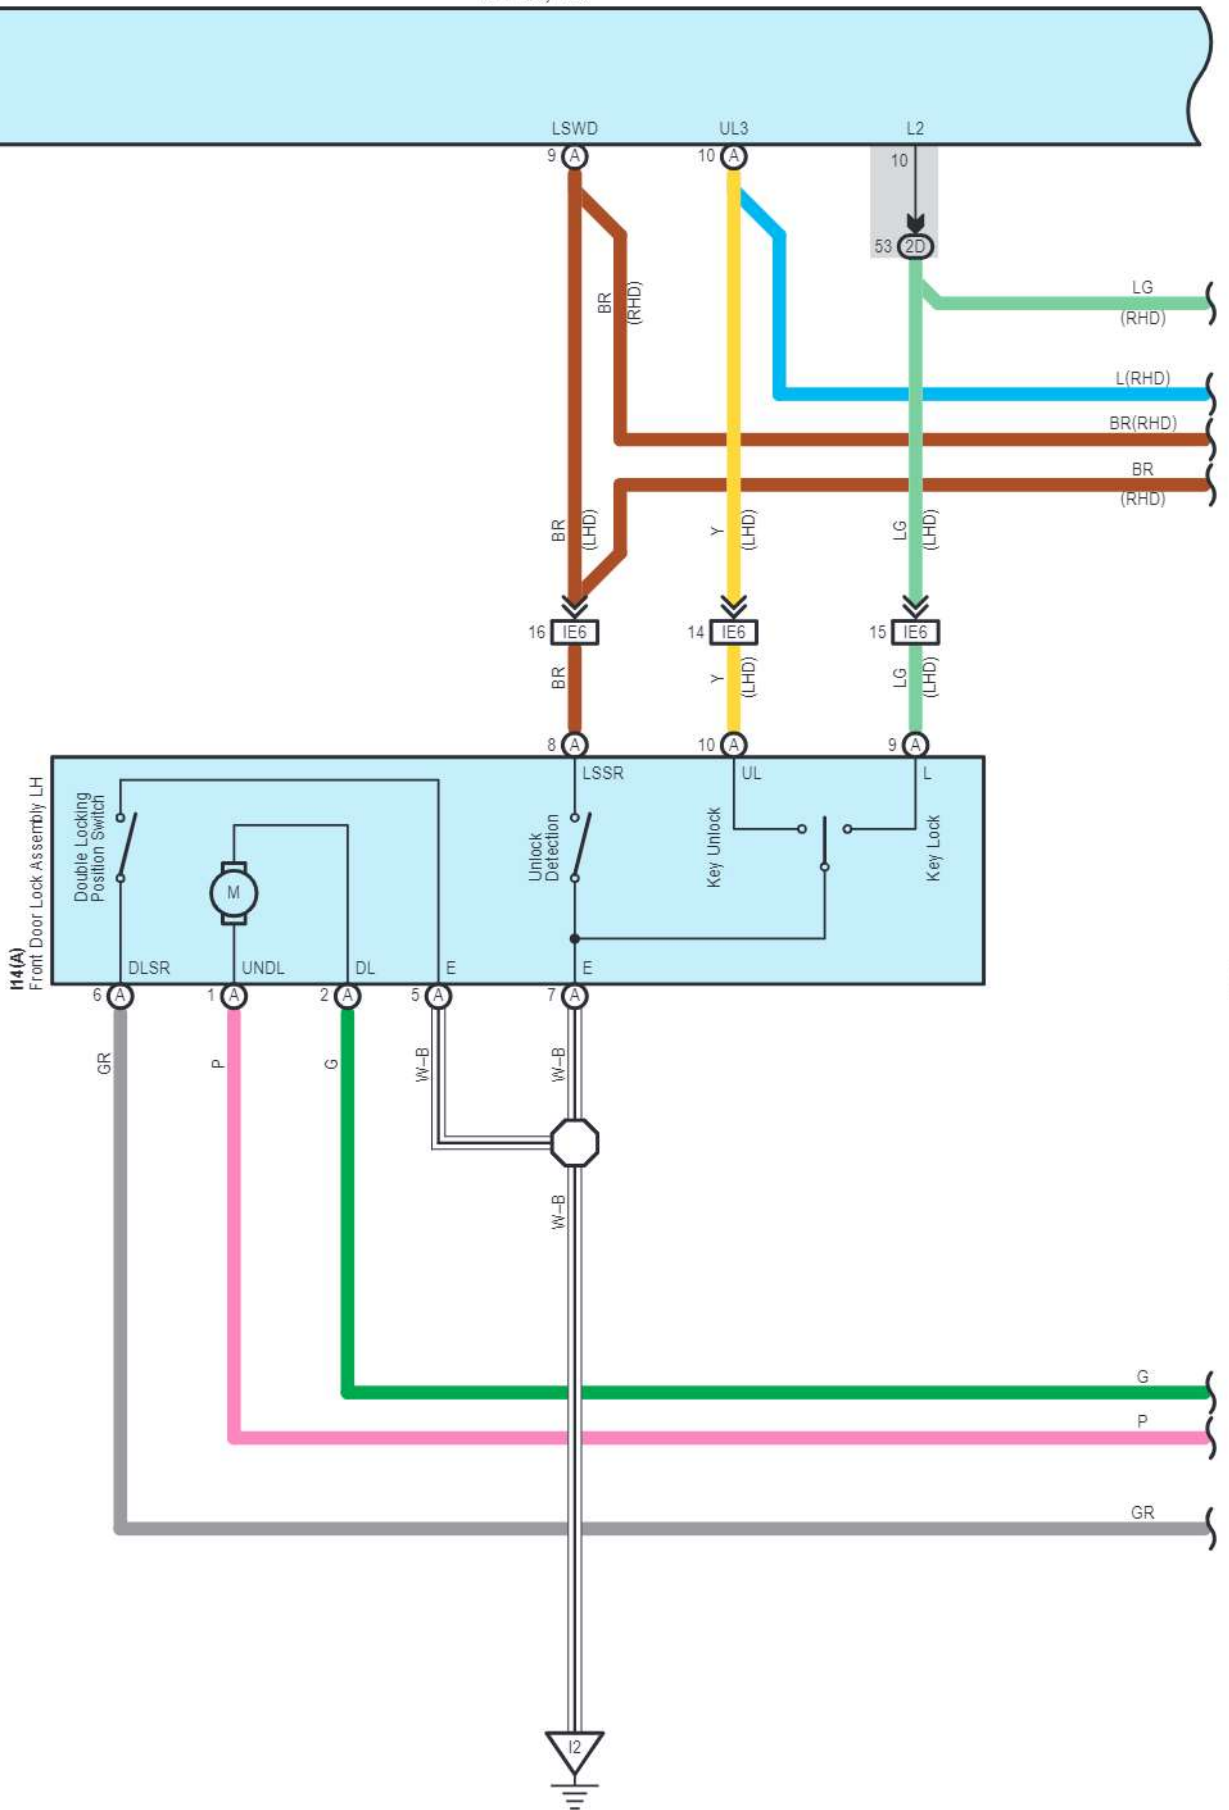 LSWD
UL3
L2
9 A
10 A
10
53 2D
LG
(RHD)
BR
(RHD)
L(RHD)
BR(RHD)
BR
(RHD)
BR
(LHD)
Y
(LHD)
LG
(LHD)
16 IE6
14 IE6
15 IE6
BR
Y
(LHD)
LG
(LHD)
8 A
10 A
9 A
I14(A)
Front Door Lock Assembly LH
LSSR
UL
L
Double Locking
Position Switch
M
Unlock
Detection
Key Unlock
Key Lock
DLSR
UNDL
DL
E
E
6 A
1 A
2 A
5 A
7 A
GR
P
G
W–B
W–B
W–B
G
P
GR
I2